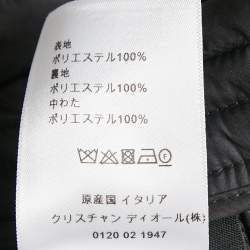 表地
ポリエステル100%
裏地
ポリエステル100%
中わた
ポリエステル100%
原産国 イタリア
クリスチャン ディオール(株)
0120 02 1947